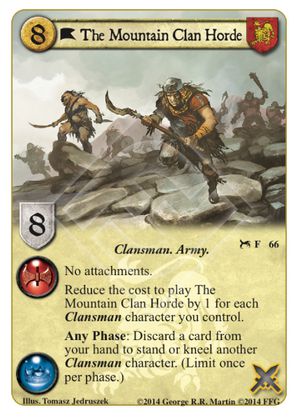 8
The Mountain Clan Horde
8
Clansman. Army.
F 66
No attachments.
Reduce the cost to play The
Mountain Clan Horde by 1 for each
Clansman character you control.
Any Phase: Discard a card from
your hand to stand or kneel another
Clansman character. (Limit once
per phase.)
Illus. Tomasz Jedruszek
©2014 George R.R. Martin ©2014 FFG